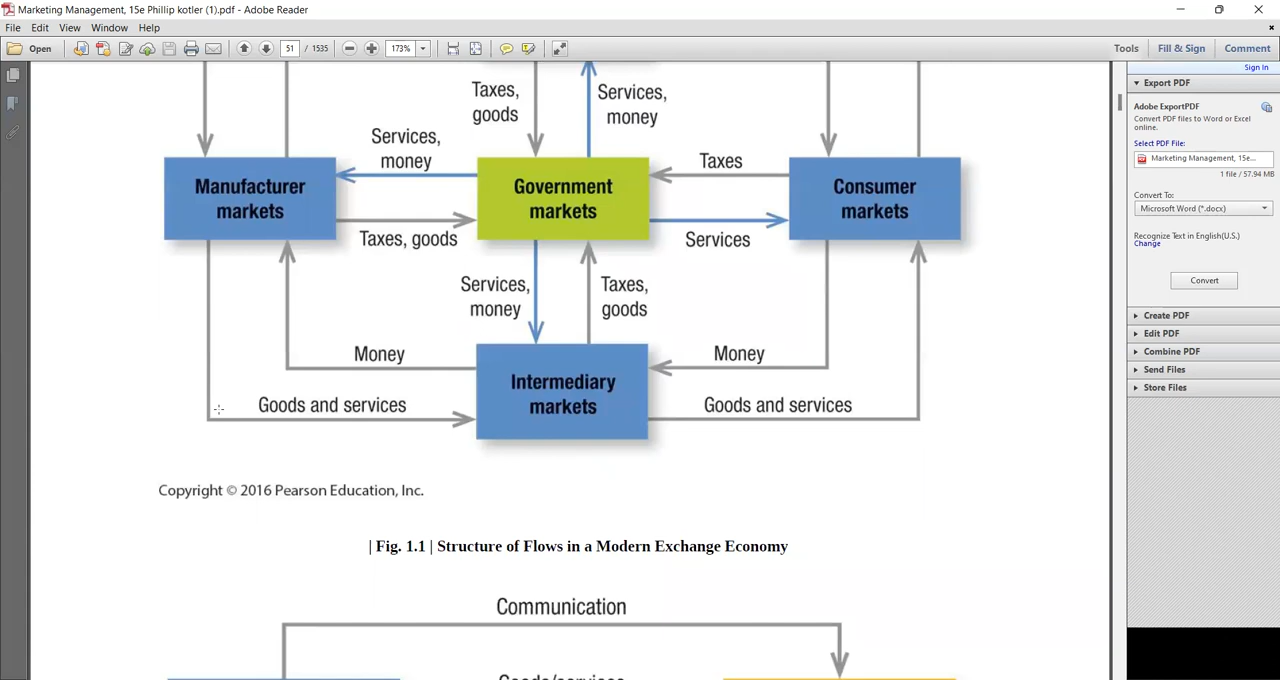 Marketing Management, 15e Phillip kotler (1).pdf - Adobe Reader
File Edit View Window Help
Open 51 / 1535 173% Tools Fill & Sign Comment
Sign In
Export PDF
Adobe ExportPDF
Convert PDF files to Word or Excel
online.
Select PDF File:
Marketing Management, 15e...
1 file / 57.94 MB
Convert To:
Microsoft Word (*.docx)
Recognize Text in English(U.S.)
Change
Convert
Create PDF
Edit PDF
Combine PDF
Send Files
Store Files
Taxes,
goods
Services,
money
Services,
money
Taxes
Manufacturer
markets
Government
markets
Consumer
markets
Taxes, goods
Services
Services,
money
Taxes,
goods
Money
Money
Intermediary
markets
Goods and services
Goods and services
Copyright © 2016 Pearson Education, Inc.
| Fig. 1.1 | Structure of Flows in a Modern Exchange Economy
Communication